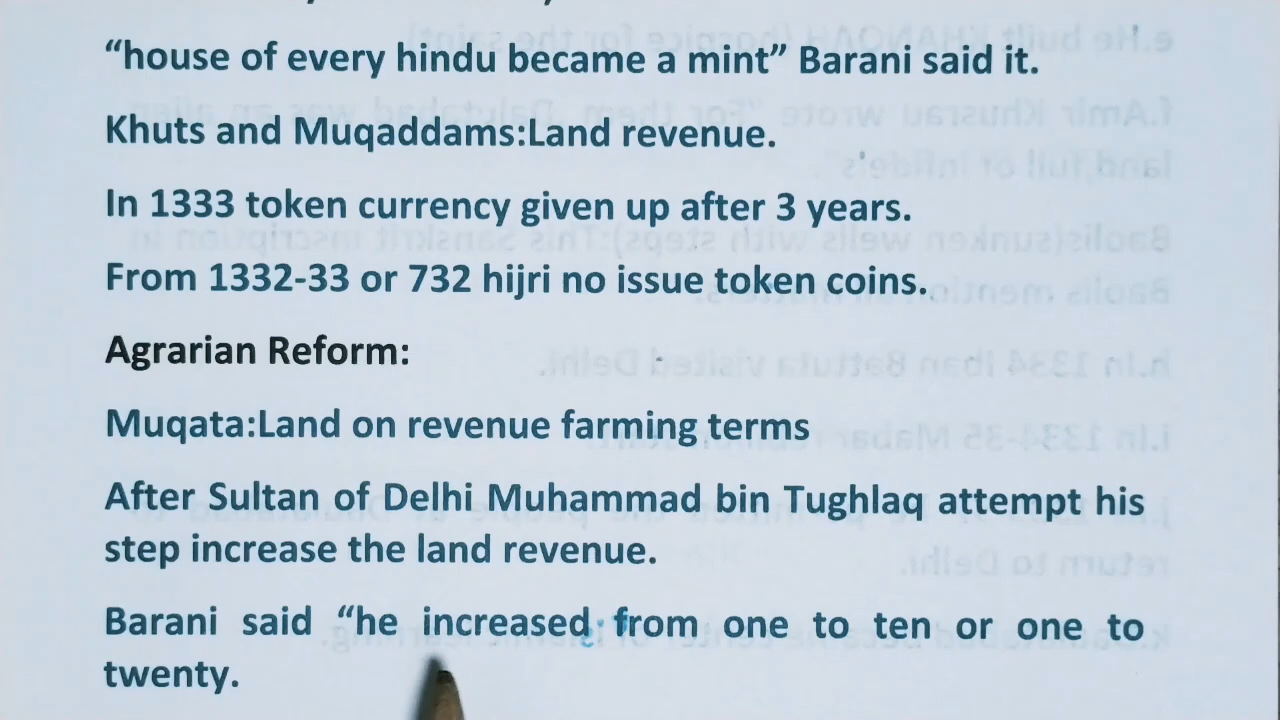 “house of every hindu became a mint” Barani said it.
Khuts and Muqaddams:Land revenue.
In 1333 token currency given up after 3 years.
From 1332-33 or 732 hijri no issue token coins.
Agrarian Reform:
Muqata:Land on revenue farming terms
After Sultan of Delhi Muhammad bin Tughlaq attempt his
step increase the land revenue.
Barani said “he increased from one to ten or one to
twenty.